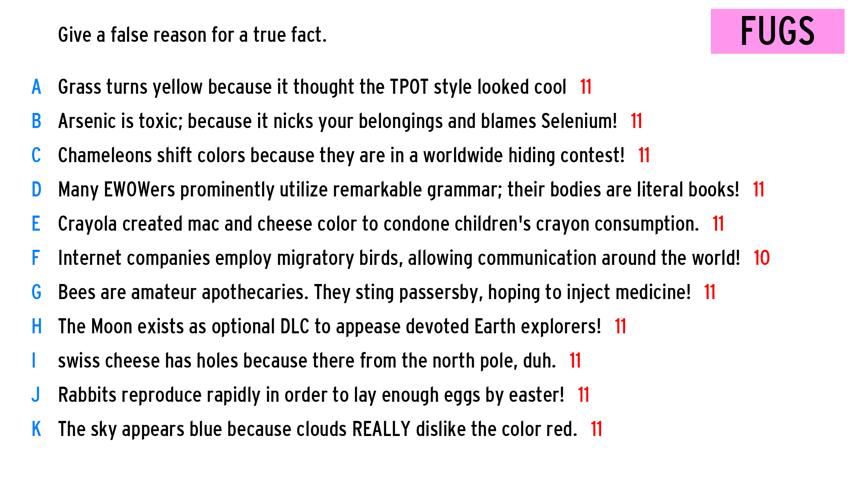 Give a false reason for a true fact.
FUGS
A Grass turns yellow because it thought the TPOT style looked cool 11
B Arsenic is toxic; because it nicks your belongings and blames Selenium! 11
C Chameleons shift colors because they are in a worldwide hiding contest! 11
D Many EWOWers prominently utilize remarkable grammar; their bodies are literal books! 11
E Crayola created mac and cheese color to condone children's crayon consumption. 11
F Internet companies employ migratory birds, allowing communication around the world! 10
G Bees are amateur apothecaries. They sting passersby, hoping to inject medicine! 11
H The Moon exists as optional DLC to appease devoted Earth explorers! 11
I swiss cheese has holes because there from the north pole, duh. 11
J Rabbits reproduce rapidly in order to lay enough eggs by easter! 11
K The sky appears blue because clouds REALLY dislike the color red. 11